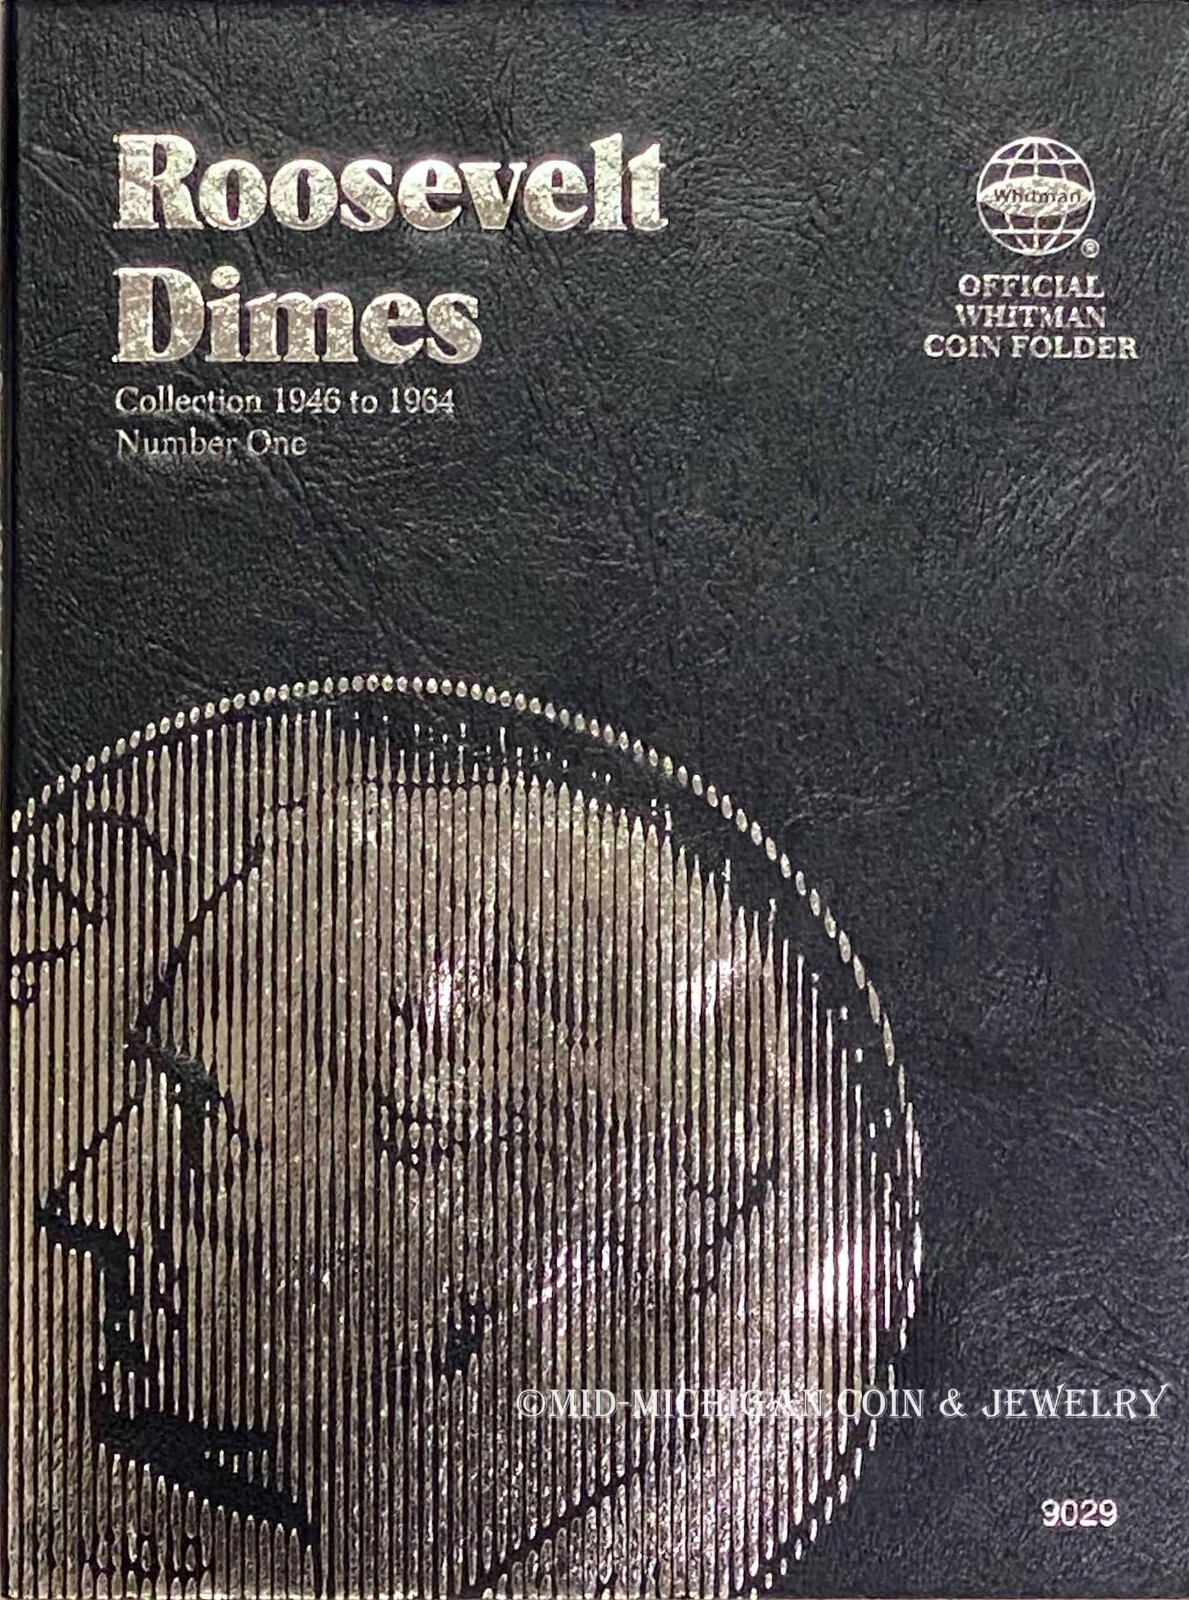 Roosevelt
Dimes
Collection 1946 to 1964
Number One
Whitman
®
OFFICIAL
WHITMAN
COIN FOLDER
©MID-MICHIGAN COIN & JEWELRY
9029